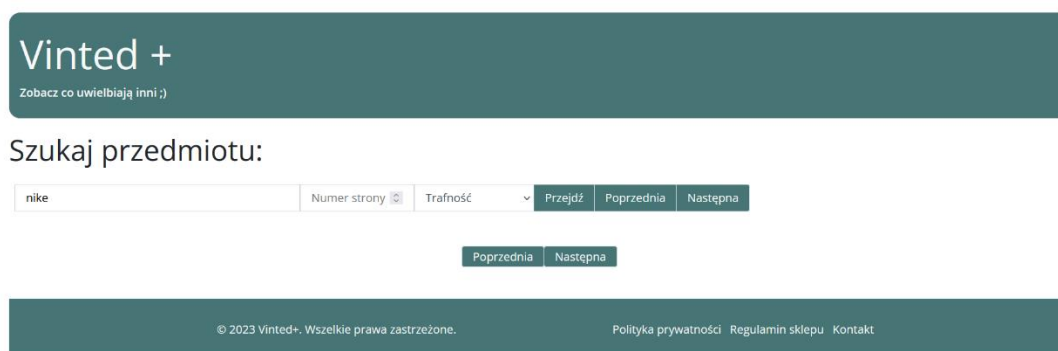 Vinted +
Zobacz co uwielbiają inni ;)
Szukaj przedmiotu:
nike Numer strony Trafność Przejdź Poprzednia Następna
Poprzednia Następna
© 2023 Vinted+. Wszelkie prawa zastrzeżone. Polityka prywatności Regulamin sklepu Kontakt